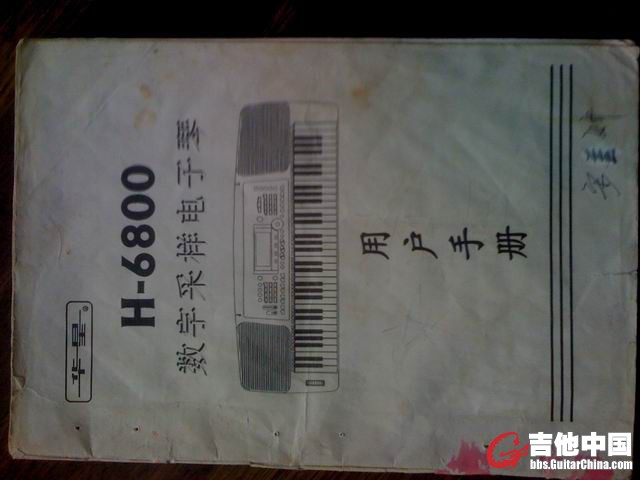 华星®
H-6800
数字采样电子琴
用户手册
吉他中国
bbs.GuitarChina.com